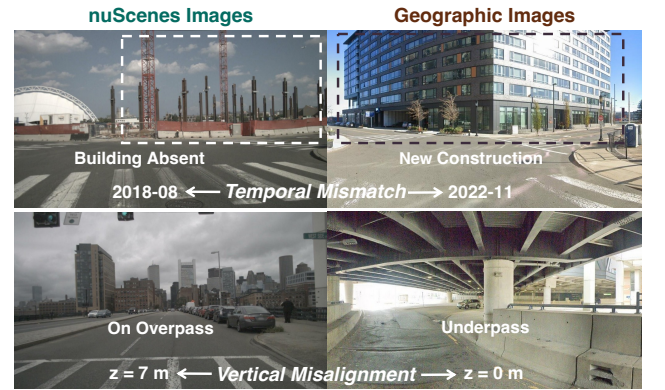 nuScenes Images
Geographic Images
Building Absent
New Construction
2018-08
Temporal Mismatch
2022-11
On Overpass
Underpass
z = 7 m
Vertical Misalignment
z = 0 m